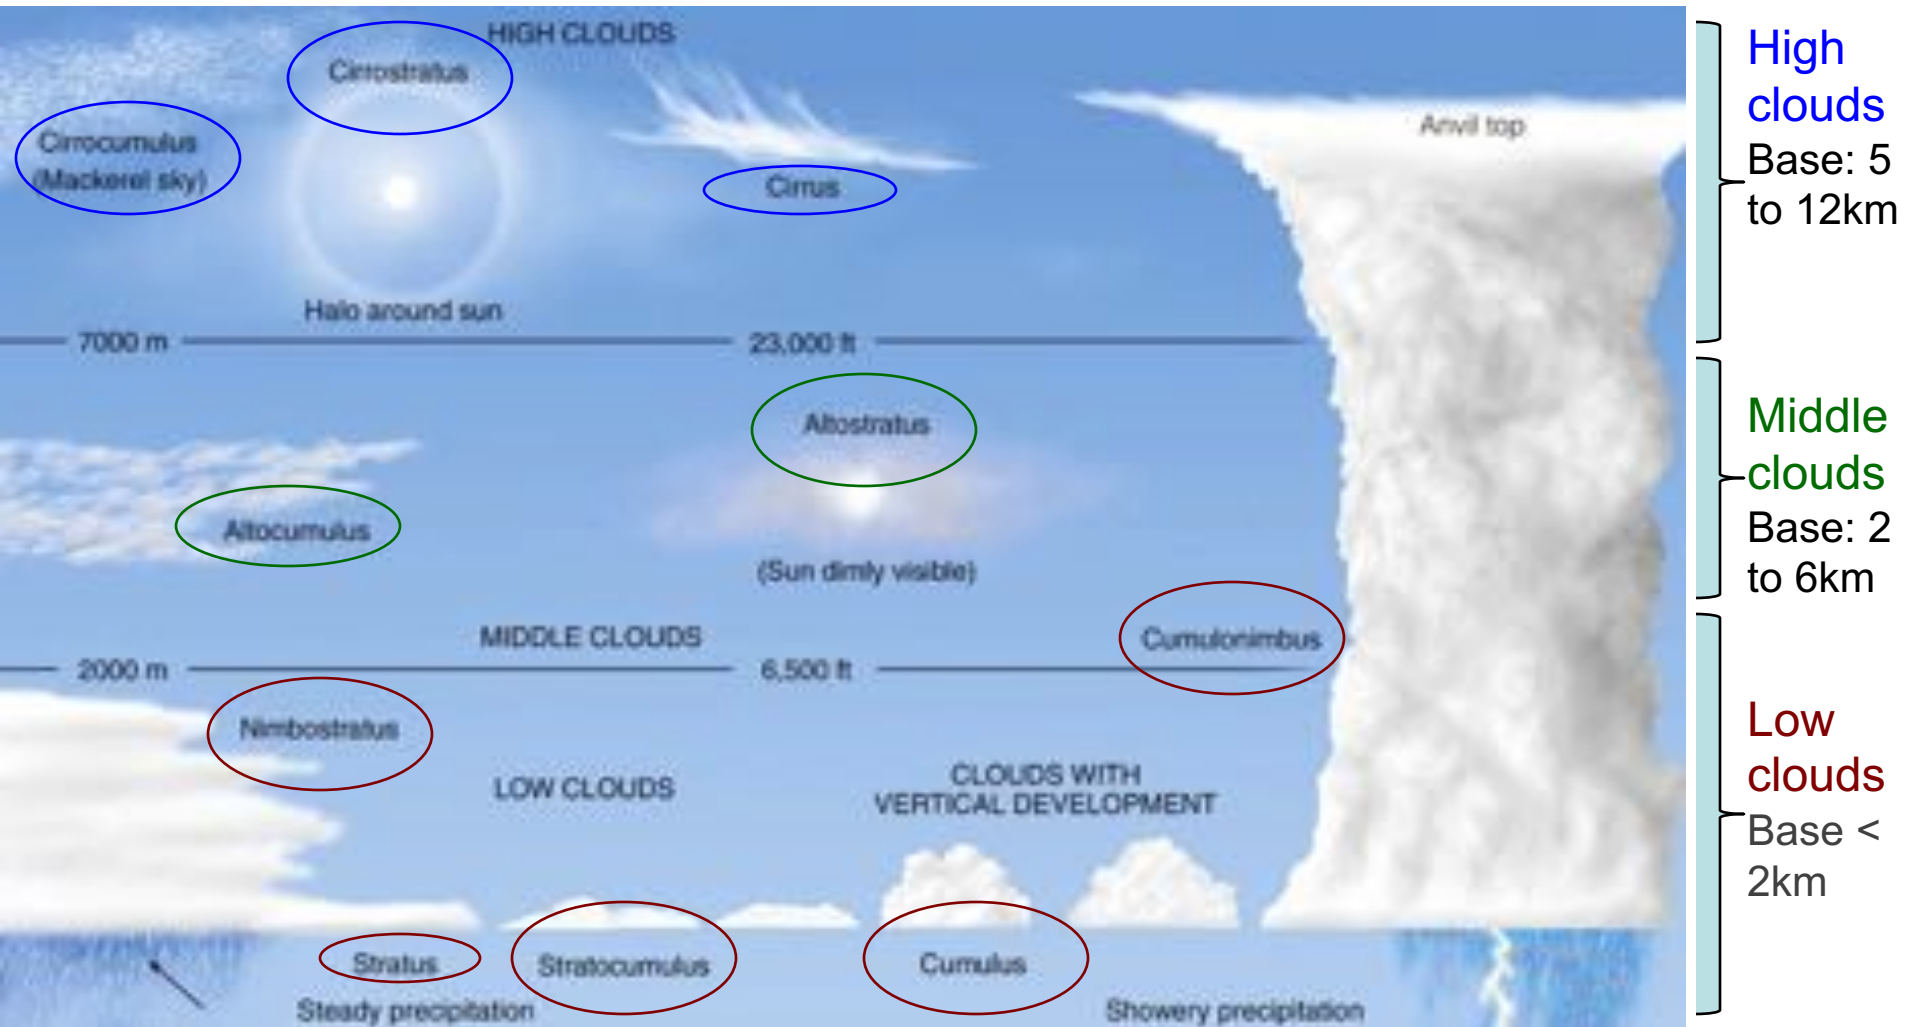 HIGH CLOUDS
Cirrostratus
Cirrocumulus
(Mackerel sky)
Cirrus
Anvil top
Halo around sun
7000 m
23,000 ft
Altostratus
Altocumulus
(Sun dimly visible)
MIDDLE CLOUDS
Cumulonimbus
2000 m
6,500 ft
Nimbostratus
LOW CLOUDS
CLOUDS WITH
VERTICAL DEVELOPMENT
Stratus
Stratocumulus
Cumulus
Steady precipitation
Showery precipitation
High
clouds
Base: 5
to 12km
Middle
clouds
Base: 2
to 6km
Low
clouds
Base <
2km